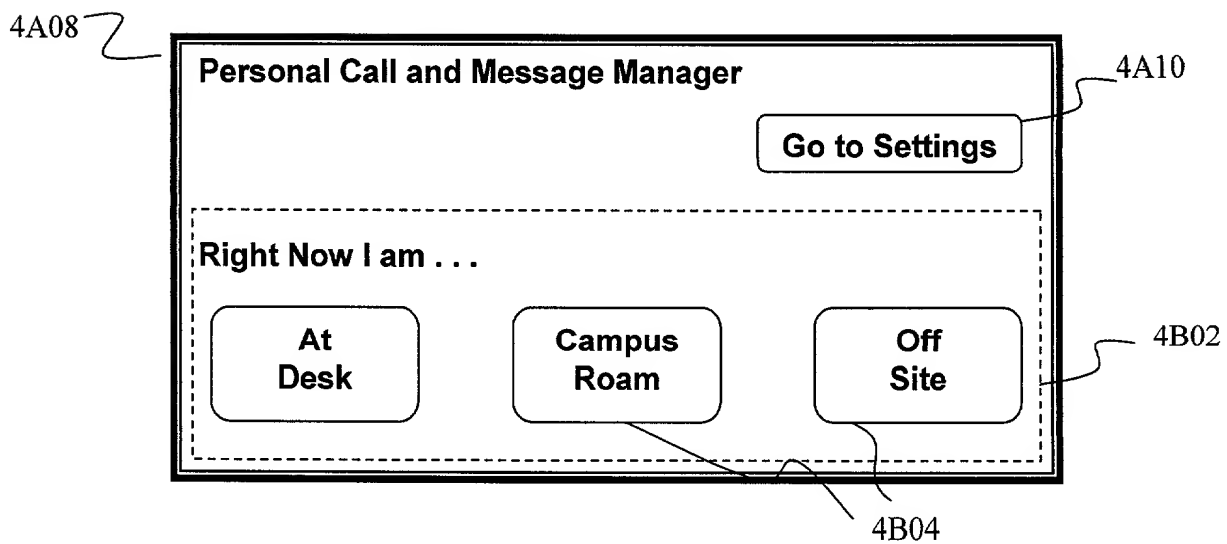 4A08
Personal Call and Message Manager
4A10
Go to Settings
Right Now I am . . .
At
Desk
Campus
Roam
Off
Site
4B02
4B04